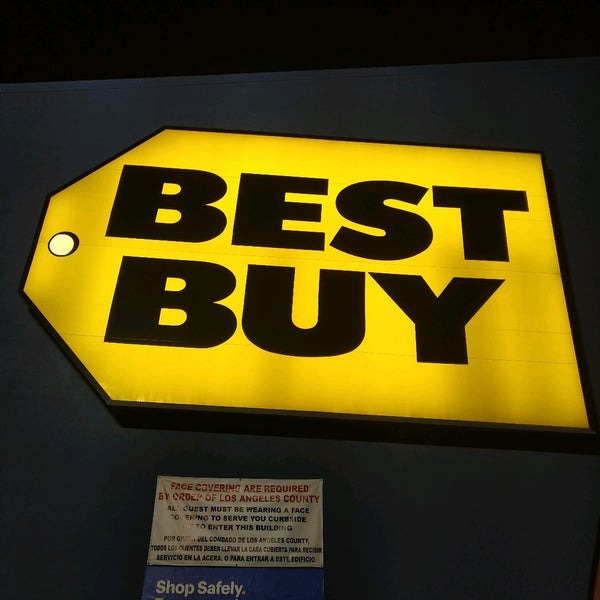 BEST
BUY
FACE COVERING ARE REQUIRED
BY ORDER OF LOS ANGELES COUNTY
ALL GUEST MUST BE WEARING A FACE
COVERING TO SERVE YOU CURBSIDE
TO ENTER THIS BUILDING
POR ORDEN DEL CONDADO DE LOS ANGELES COUNTY,
TODOS LOS CLIENTES DEBEN LLEVAR LA CARA CUBIERTA PARA RECIBIR
SERVICIO EN LA ACERA, O PARA ENTRAR A ESTE EDIFICIO
Shop Safely.